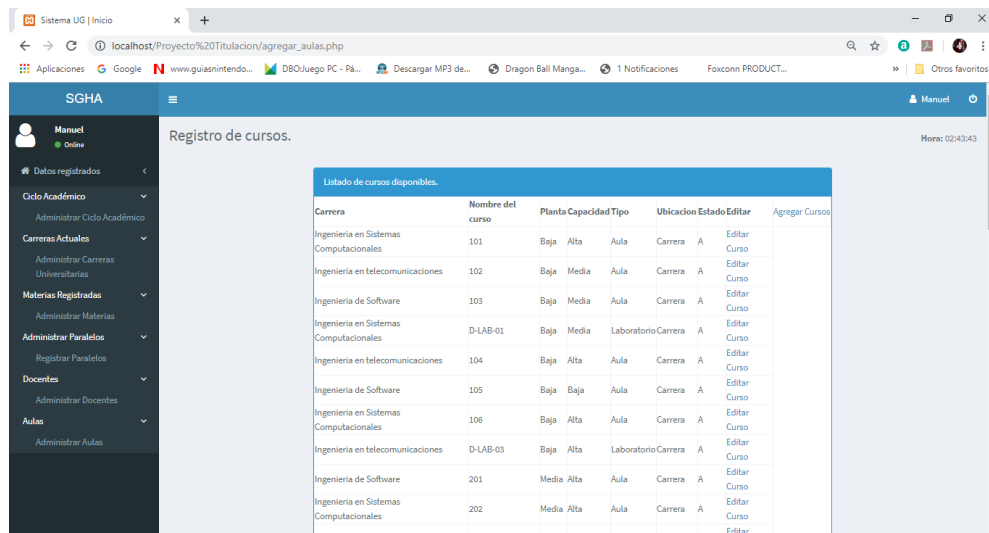 Sistema UG | Inicio
localhost/Proyecto%20Titulacion/agregar_aulas.php
Aplicaciones Google www.guiasnintendo... DBO:Juego PC - Pá... Descargar MP3 de... Dragon Ball Manga... 1 Notificaciones Foxconn PRODUCT... » Otros favoritos
SGHA Manuel
Manuel
Online
Registro de cursos.
Hora: 02:43:43
Datos registrados
Ciclo Académico
Administrar Ciclo Académico
Carreras Actuales
Administrar Carreras
Universitarias
Materias Registradas
Administrar Materias
Administrar Paralelos
Registrar Paralelos
Docentes
Administrar Docentes
Aulas
Administrar Aulas
Listado de cursos disponibles.
Carrera Nombre del curso Planta Capacidad Tipo Ubicacion Estado Editar Agregar Cursos
Ingenieria en Sistemas Computacionales 101 Baja Alta Aula Carrera A Editar Curso
Ingenieria en telecomunicaciones 102 Baja Media Aula Carrera A Editar Curso
Ingenieria de Software 103 Baja Media Aula Carrera A Editar Curso
Ingenieria en Sistemas Computacionales D-LAB-01 Baja Media Laboratorio Carrera A Editar Curso
Ingenieria en telecomunicaciones 104 Baja Alta Aula Carrera A Editar Curso
Ingenieria de Software 105 Baja Baja Aula Carrera A Editar Curso
Ingenieria en Sistemas Computacionales 106 Baja Alta Aula Carrera A Editar Curso
Ingenieria en telecomunicaciones D-LAB-03 Baja Alta Laboratorio Carrera A Editar Curso
Ingenieria de Software 201 Media Alta Aula Carrera A Editar Curso
Ingenieria en Sistemas Computacionales 202 Media Alta Aula Carrera A Editar Curso
Editar